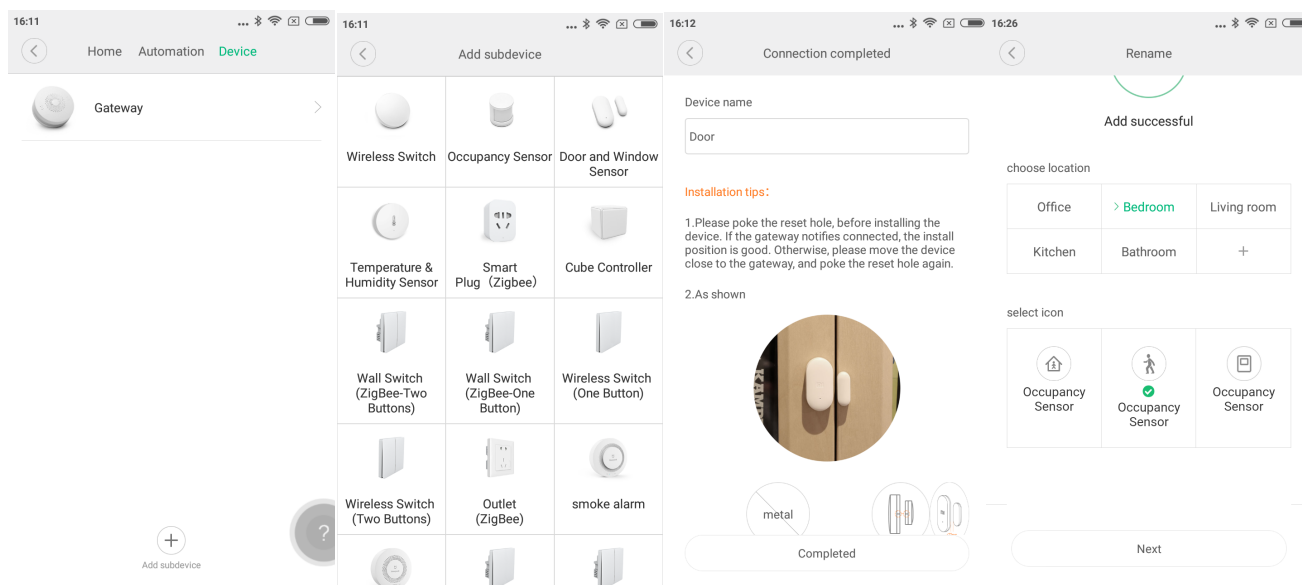 16:11
...
Home Automation Device
Gateway
?
Add subdevice
16:11
...
Add subdevice
Wireless Switch
Occupancy Sensor
Door and Window
Sensor
Temperature &
Humidity Sensor
Smart
Plug（Zigbee）
Cube Controller
Wall Switch
(ZigBee-Two
Buttons)
Wall Switch
(ZigBee-One
Button)
Wireless Switch
(One Button)
Wireless Switch
(Two Buttons)
Outlet
(ZigBee)
smoke alarm
16:12
...
Connection completed
Device name
Door
Installation tips：
1.Please poke the reset hole, before installing the
device. If the gateway notifies connected, the install
position is good. Otherwise, please move the device
close to the gateway, and poke the reset hole again.
2.As shown
metal
Completed
16:26
...
Rename
Add successful
choose location
Office
> Bedroom
Living room
Kitchen
Bathroom
+
select icon
Occupancy
Sensor
Occupancy
Sensor
Occupancy
Sensor
Next